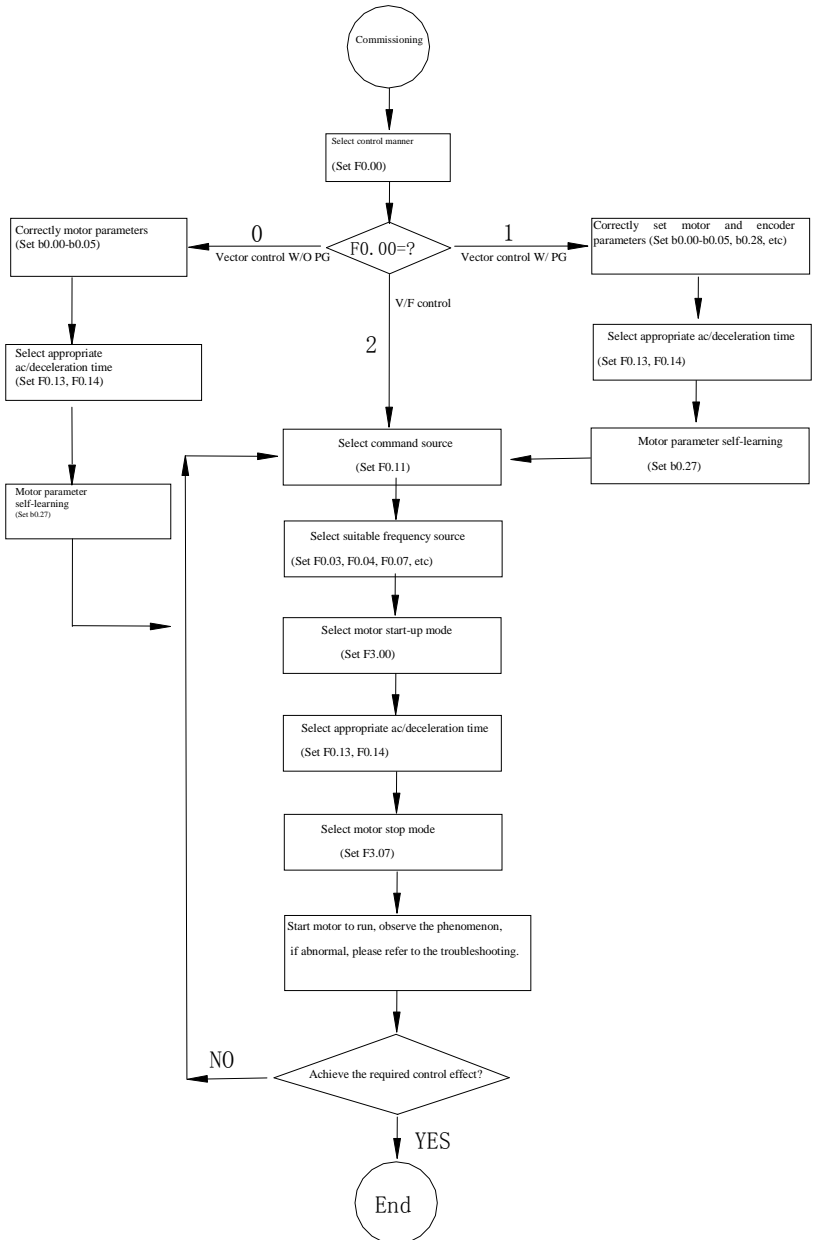 Commissioning
Select control manner
(Set F0.00)
F0.00=?
0
Vector control W/O PG
1
Vector control W/ PG
V/F control
2
Correctly motor parameters
(Set b0.00-b0.05)
Select appropriate
ac/deceleration time
(Set F0.13, F0.14)
Motor parameter
self-learning
(Set b0.27)
Correctly set motor and encoder
parameters (Set b0.00-b0.05, b0.28, etc)
Select appropriate ac/deceleration time
(Set F0.13, F0.14)
Motor parameter self-learning
(Set b0.27)
Select command source
(Set F0.11)
Select suitable frequency source
(Set F0.03, F0.04, F0.07, etc)
Select motor start-up mode
(Set F3.00)
Select appropriate ac/deceleration time
(Set F0.13, F0.14)
Select motor stop mode
(Set F3.07)
Start motor to run, observe the phenomenon,
if abnormal, please refer to the troubleshooting.
Achieve the required control effect?
NO
YES
End